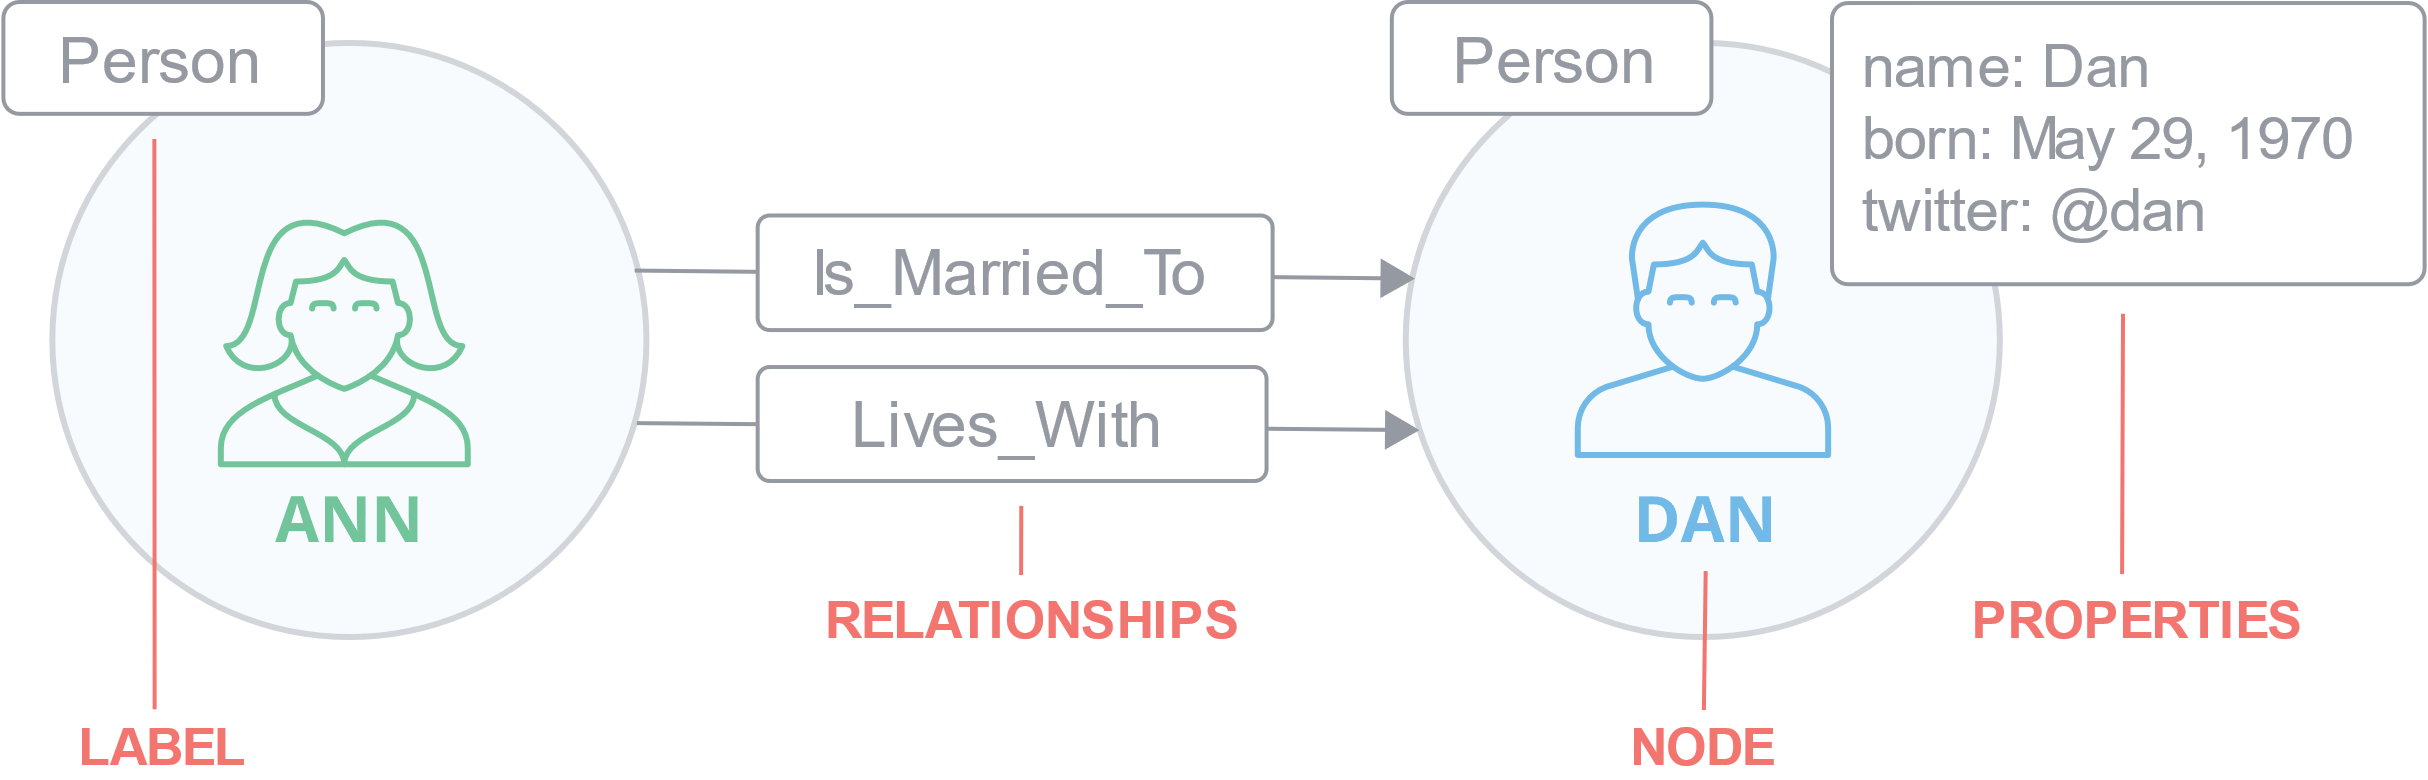 Person
Person
name: Dan
born: May 29, 1970
twitter: @dan
Is_Married_To
Lives_With
ANN
DAN
RELATIONSHIPS
PROPERTIES
LABEL
NODE